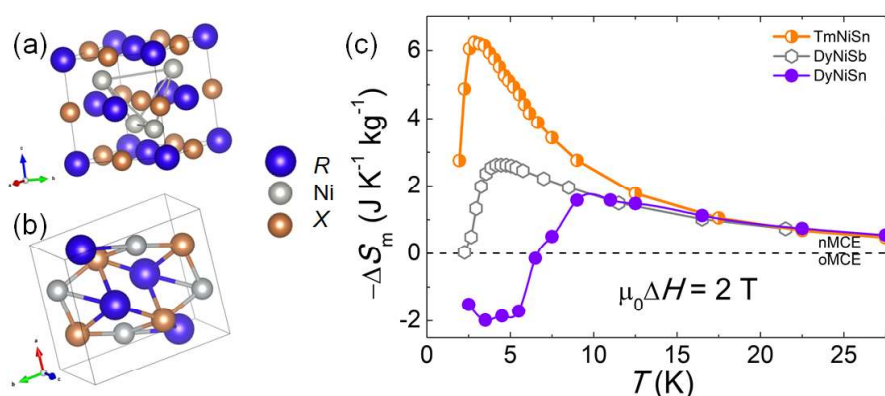 (a)
c
a
b
R
Ni
X
(b)
a
b
c
(c)
−ΔSm (J K-1 kg-1)
6
4
2
0
-2
TmNiSn
DyNiSb
DyNiSn
nMCE
oMCE
μ0ΔH = 2 T
0 5 10 15 20 25
T (K)